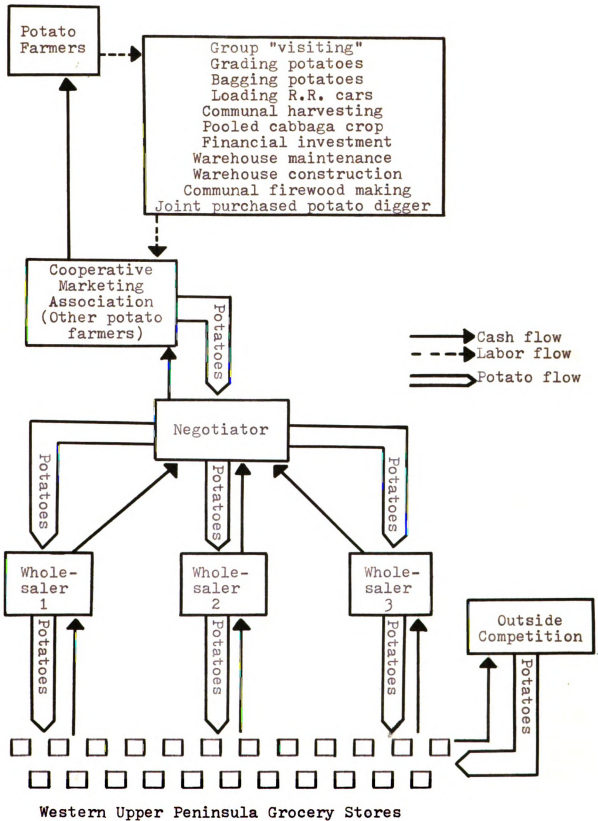 Potato
Farmers
Group "visiting"
Grading potatoes
Bagging potatoes
Loading R.R. cars
Communal harvesting
Pooled cabbaga crop
Financial investment
Warehouse maintenance
Warehouse construction
Communal firewood making
Joint purchased potato digger
Cooperative
Marketing
Association
(Other potato
farmers)
Potatoes
Cash flow
Labor flow
Potato flow
Negotiator
Potatoes
Potatoes
Potatoes
Whole-
saler
1
Whole-
saler
2
Whole-
saler
3
Outside
Competition
Potatoes
Potatoes
Potatoes
Potatoes
Western Upper Peninsula Grocery Stores